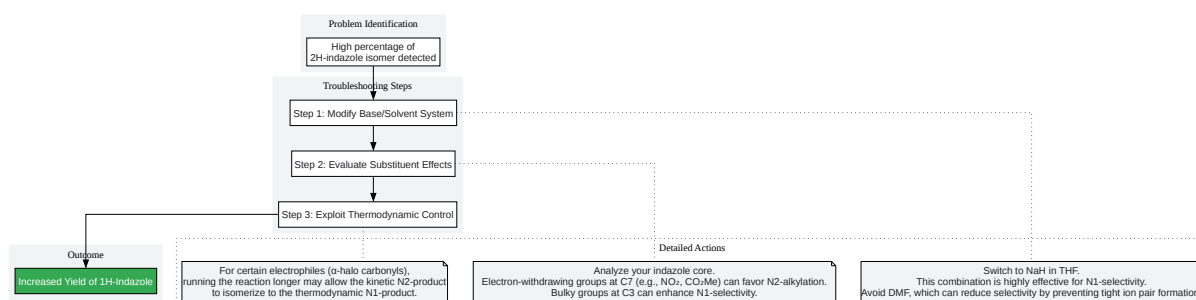 Problem Identification
High percentage of
2H-indazole isomer detected
Troubleshooting Steps
Step 1: Modify Base/Solvent System
Step 2: Evaluate Substituent Effects
Step 3: Exploit Thermodynamic Control
Outcome
Increased Yield of 1H-Indazole
Detailed Actions
For certain electrophiles (α-halo carbonyls),
running the reaction longer may allow the kinetic N2-product
to isomerize to the thermodynamic N1-product.
Analyze your indazole core.
Electron-withdrawing groups at C7 (e.g., NO₂, CO₂Me) can favor N2-alkylation.
Bulky groups at C3 can enhance N1-selectivity.
Switch to NaH in THF.
This combination is highly effective for N1-selectivity.
Avoid DMF, which can reduce selectivity by preventing tight ion pair formation